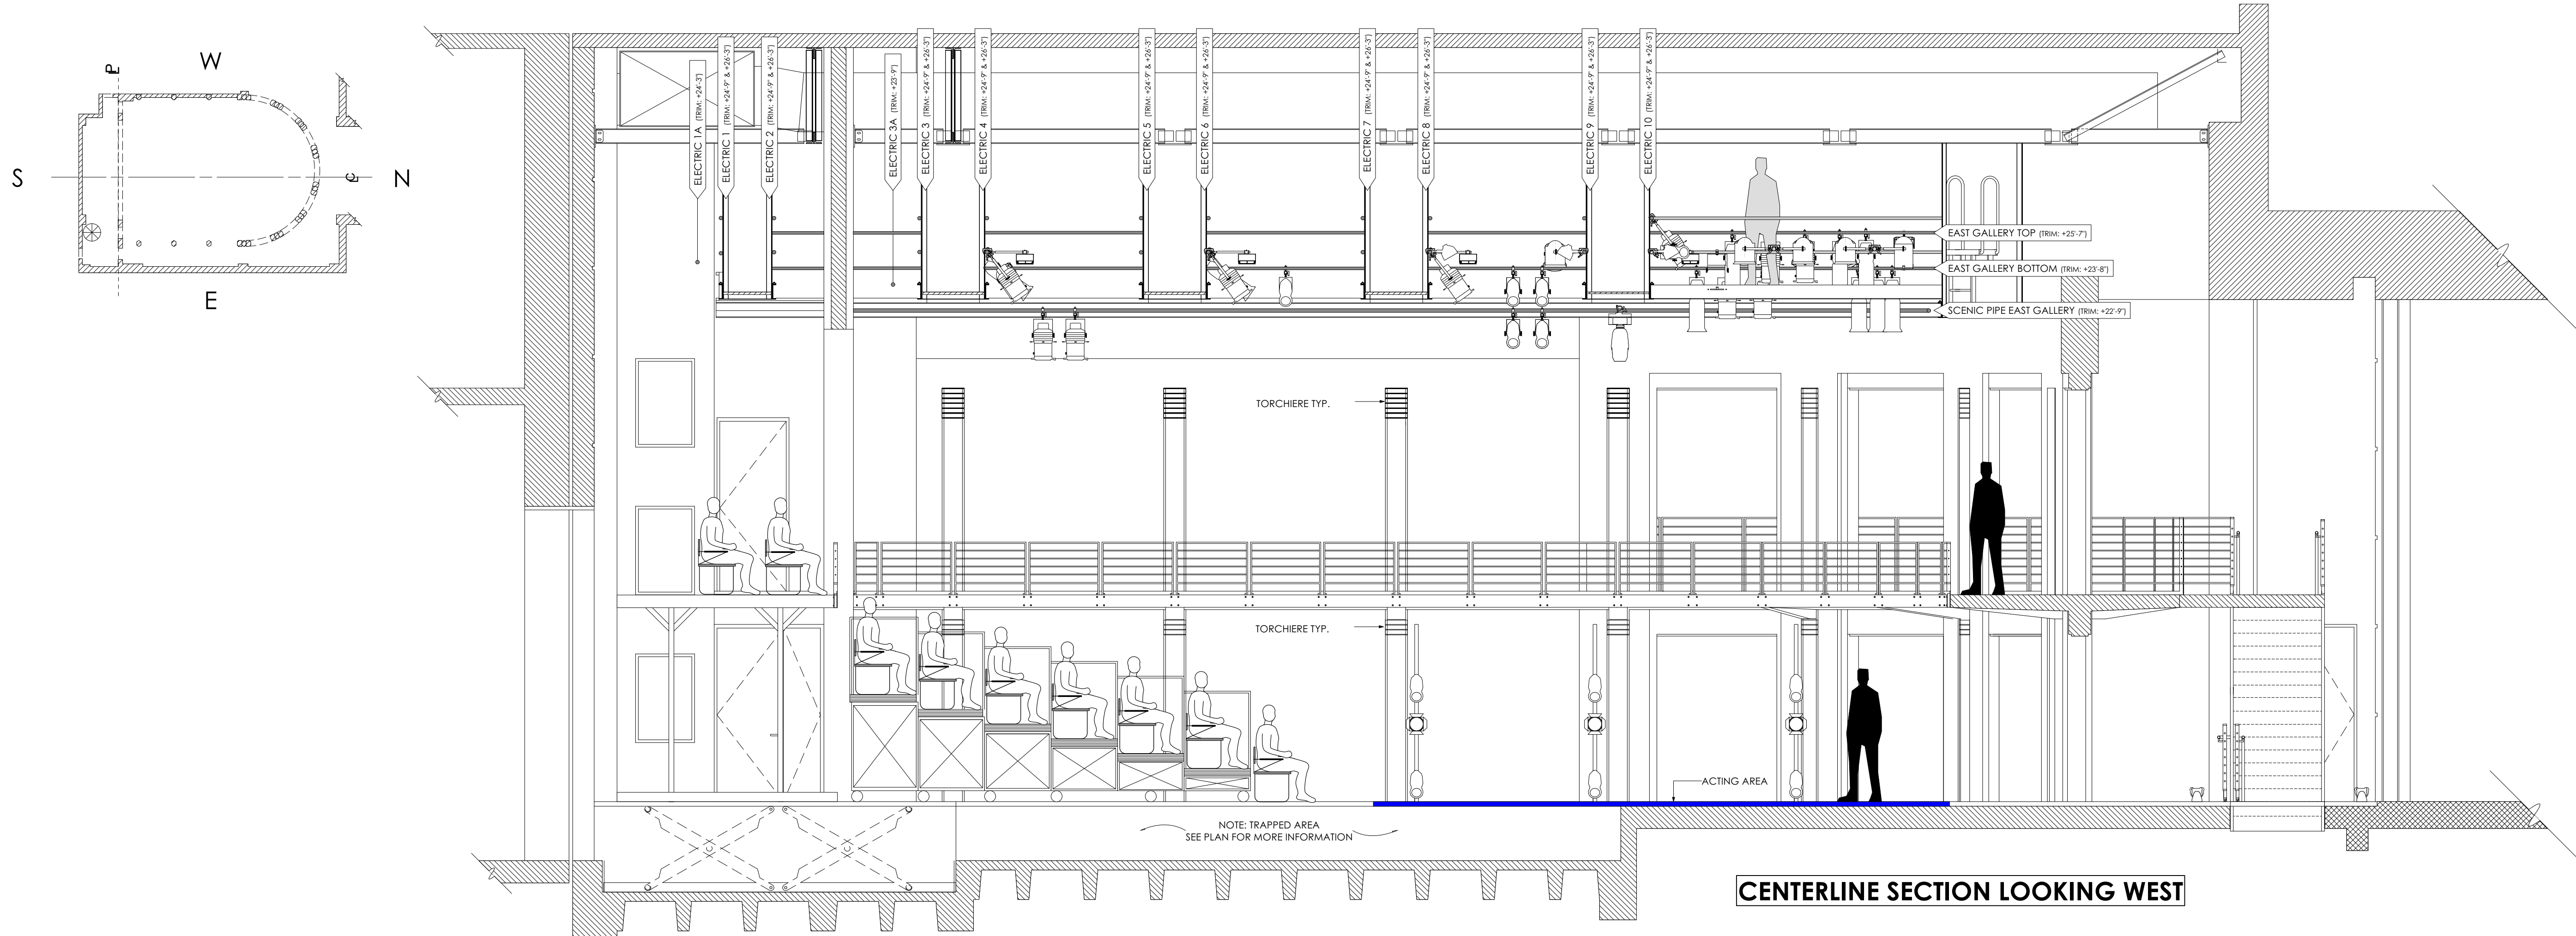 W
P
L
S
C
L
N
E
ELECTRIC 1A (TRIM: +24'-3")
ELECTRIC 1 (TRIM: +24'-9" & +26'-3")
ELECTRIC 2 (TRIM: +24'-9" & +26'-3")
ELECTRIC 3A (TRIM: +23'-9")
ELECTRIC 3 (TRIM: +24'-9" & +26'-3")
ELECTRIC 4 (TRIM: +24'-9" & +26'-3")
ELECTRIC 5 (TRIM: +24'-9" & +26'-3")
ELECTRIC 6 (TRIM: +24'-9" & +26'-3")
ELECTRIC 7 (TRIM: +24'-9" & +26'-3")
ELECTRIC 8 (TRIM: +24'-9" & +26'-3")
ELECTRIC 9 (TRIM: +24'-9" & +26'-3")
ELECTRIC 10 (TRIM: +24'-9" & +26'-3")
EAST GALLERY TOP (TRIM: +25'-7")
EAST GALLERY BOTTOM (TRIM: +23'-8")
SCENIC PIPE EAST GALLERY (TRIM: +22'-9")
TORCHIERE TYP.
TORCHIERE TYP.
ACTING AREA
NOTE: TRAPPED AREA
SEE PLAN FOR MORE INFORMATION
CENTERLINE SECTION LOOKING WEST